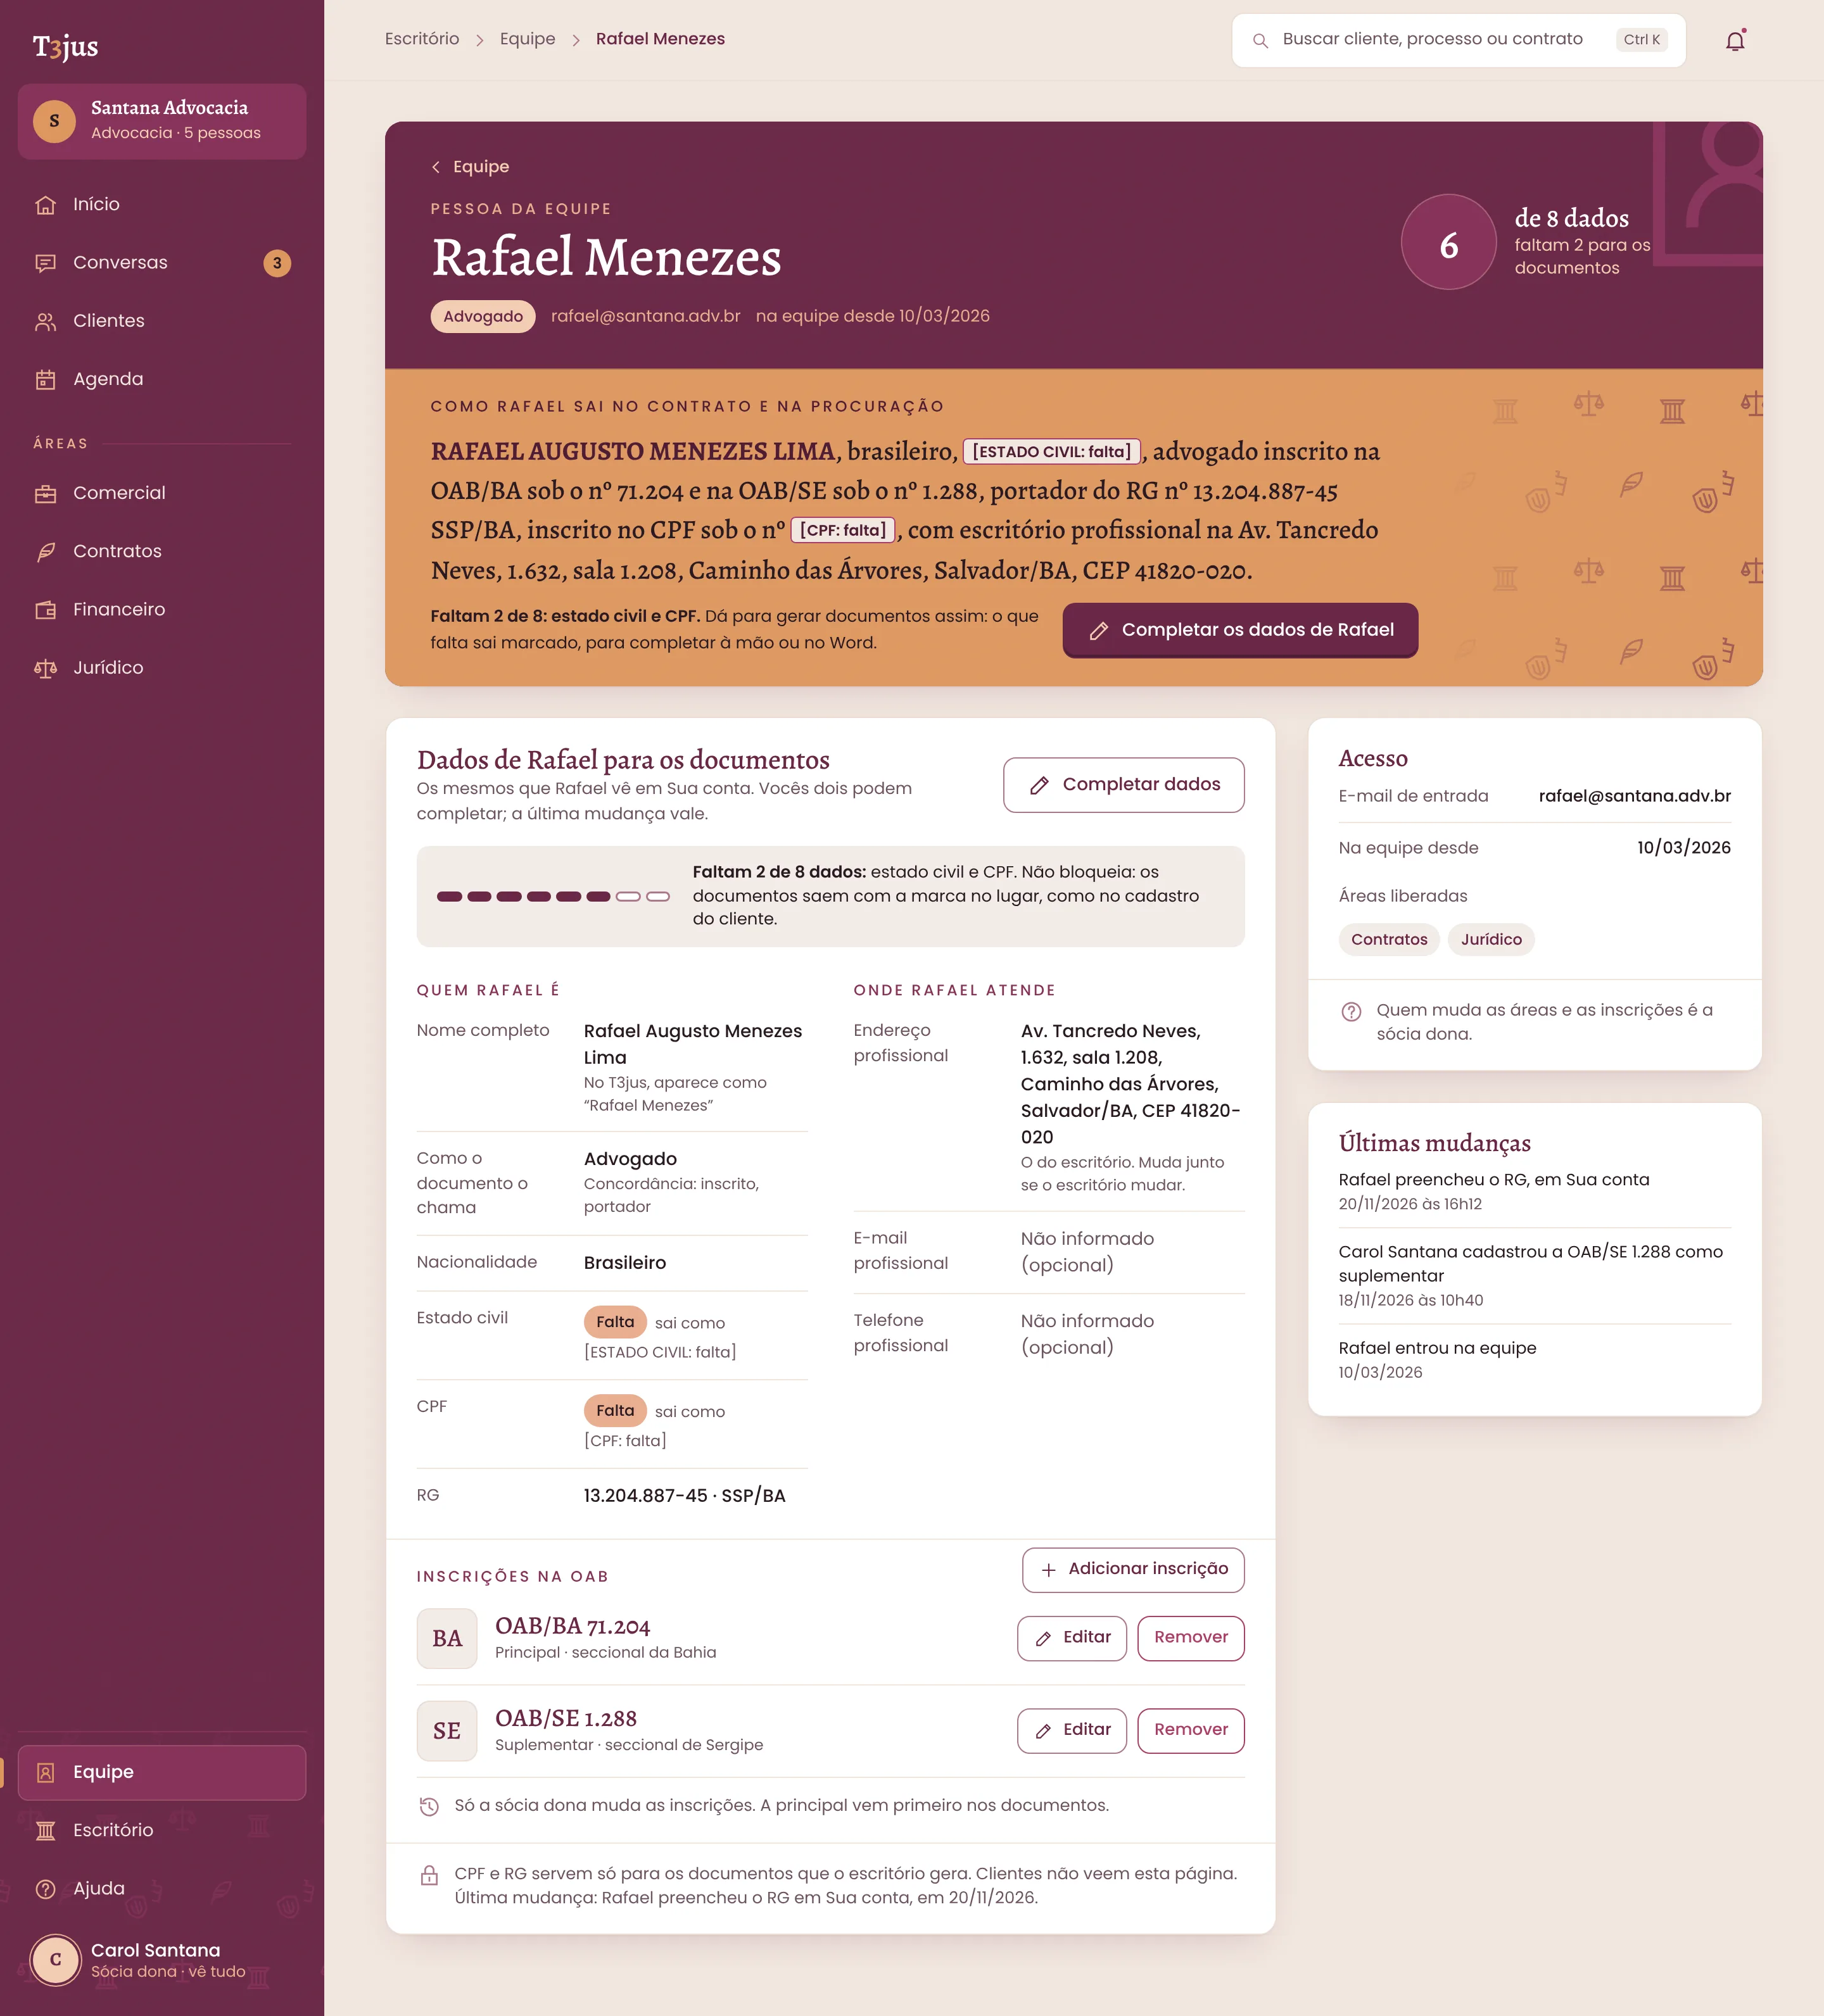 T3jus
S
Santana Advocacia
Advocacia · 5 pessoas
Início
Conversas
3
Clientes
Agenda
ÁREAS
Comercial
Contratos
Financeiro
Jurídico
Equipe
Escritório
Ajuda
C
Carol Santana
Sócia dona · vê tudo
Escritório
Equipe
Rafael Menezes
Buscar cliente, processo ou contrato
Ctrl K
Equipe
PESSOA DA EQUIPE
Rafael Menezes
Advogado
rafael@santana.adv.br
na equipe desde 10/03/2026
6
de 8 dados
faltam 2 para os
documentos
COMO RAFAEL SAI NO CONTRATO E NA PROCURAÇÃO
RAFAEL AUGUSTO MENEZES LIMA, brasileiro, [ESTADO CIVIL: falta], advogado inscrito na
OAB/BA sob o nº 71.204 e na OAB/SE sob o nº 1.288, portador do RG nº 13.204.887-45
SSP/BA, inscrito no CPF sob o nº [CPF: falta], com escritório profissional na Av. Tancredo
Neves, 1.632, sala 1.208, Caminho das Árvores, Salvador/BA, CEP 41820-020.
Faltam 2 de 8: estado civil e CPF. Dá para gerar documentos assim: o que
falta sai marcado, para completar à mão ou no Word.
Completar os dados de Rafael
Dados de Rafael para os documentos
Os mesmos que Rafael vê em Sua conta. Vocês dois podem
completar; a última mudança vale.
Completar dados
Faltam 2 de 8 dados: estado civil e CPF. Não bloqueia: os
documentos saem com a marca no lugar, como no cadastro
do cliente.
QUEM RAFAEL É
Nome completo
Rafael Augusto Menezes
Lima
No T3jus, aparece como
“Rafael Menezes”
Como o
documento o
chama
Advogado
Concordância: inscrito,
portador
Nacionalidade
Brasileiro
Estado civil
Falta sai como
[ESTADO CIVIL: falta]
CPF
Falta sai como
[CPF: falta]
RG
13.204.887-45 · SSP/BA
ONDE RAFAEL ATENDE
Endereço
profissional
Av. Tancredo Neves,
1.632, sala 1.208,
Caminho das Árvores,
Salvador/BA, CEP 41820-
020
O do escritório. Muda junto
se o escritório mudar.
E-mail
profissional
Não informado
(opcional)
Telefone
profissional
Não informado
(opcional)
INSCRIÇÕES NA OAB
Adicionar inscrição
BA
OAB/BA 71.204
Principal · seccional da Bahia
Editar
Remover
SE
OAB/SE 1.288
Suplementar · seccional de Sergipe
Editar
Remover
Só a sócia dona muda as inscrições. A principal vem primeiro nos documentos.
CPF e RG servem só para os documentos que o escritório gera. Clientes não veem esta página.
Última mudança: Rafael preencheu o RG em Sua conta, em 20/11/2026.
Acesso
E-mail de entrada
rafael@santana.adv.br
Na equipe desde
10/03/2026
Áreas liberadas
Contratos
Jurídico
Quem muda as áreas e as inscrições é a
sócia dona.
Últimas mudanças
Rafael preencheu o RG, em Sua conta
20/11/2026 às 16h12
Carol Santana cadastrou a OAB/SE 1.288 como
suplementar
18/11/2026 às 10h40
Rafael entrou na equipe
10/03/2026